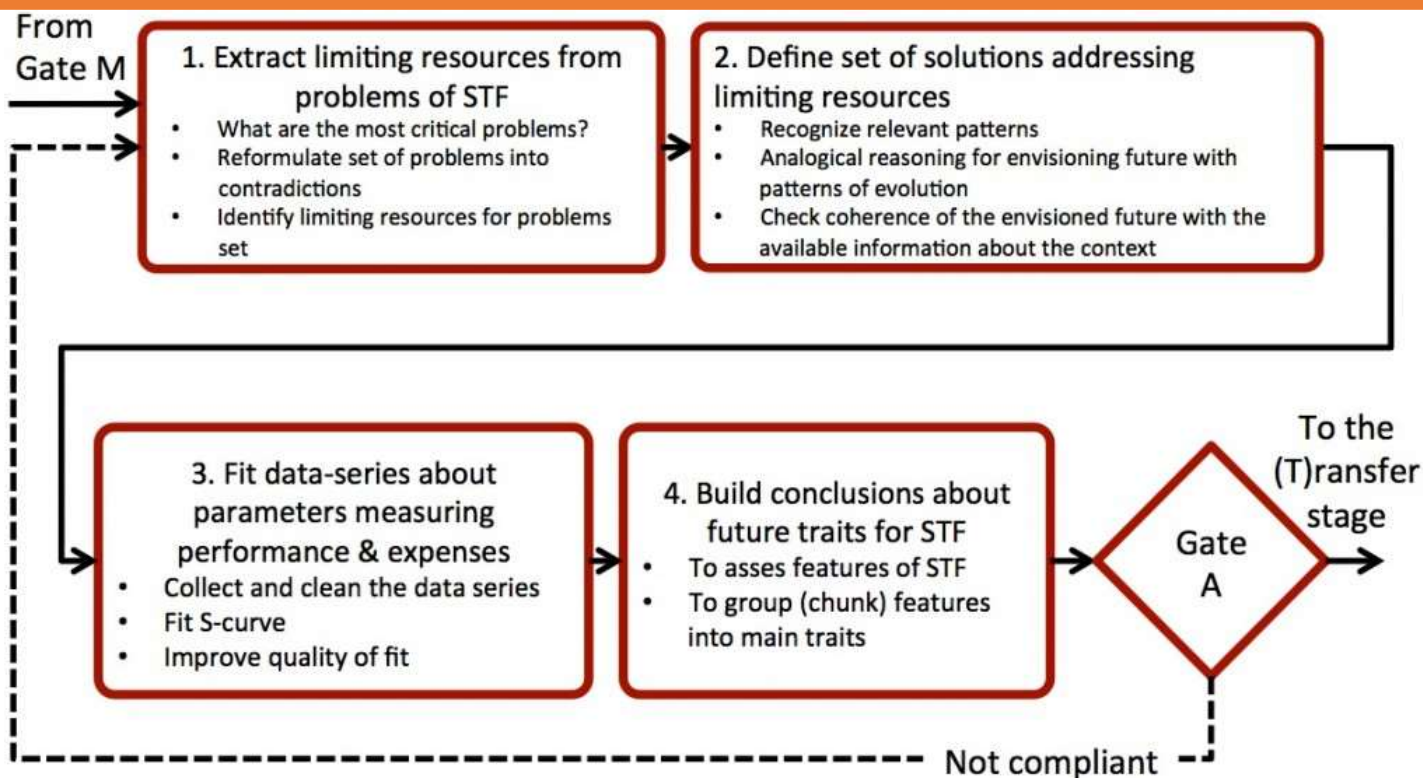 From
Gate M
1. Extract limiting resources from
problems of STF
• What are the most critical problems?
• Reformulate set of problems into
contradictions
• Identify limiting resources for problems
set
2. Define set of solutions addressing
limiting resources
• Recognize relevant patterns
• Analogical reasoning for envisioning future with
patterns of evolution
• Check coherence of the envisioned future with the
available information about the context
3. Fit data-series about
parameters measuring
performance & expenses
• Collect and clean the data series
• Fit S-curve
• Improve quality of fit
4. Build conclusions about
future traits for STF
• To asses features of STF
• To group (chunk) features
into main traits
Gate
A
To the
(T)ransfer
stage
Not compliant